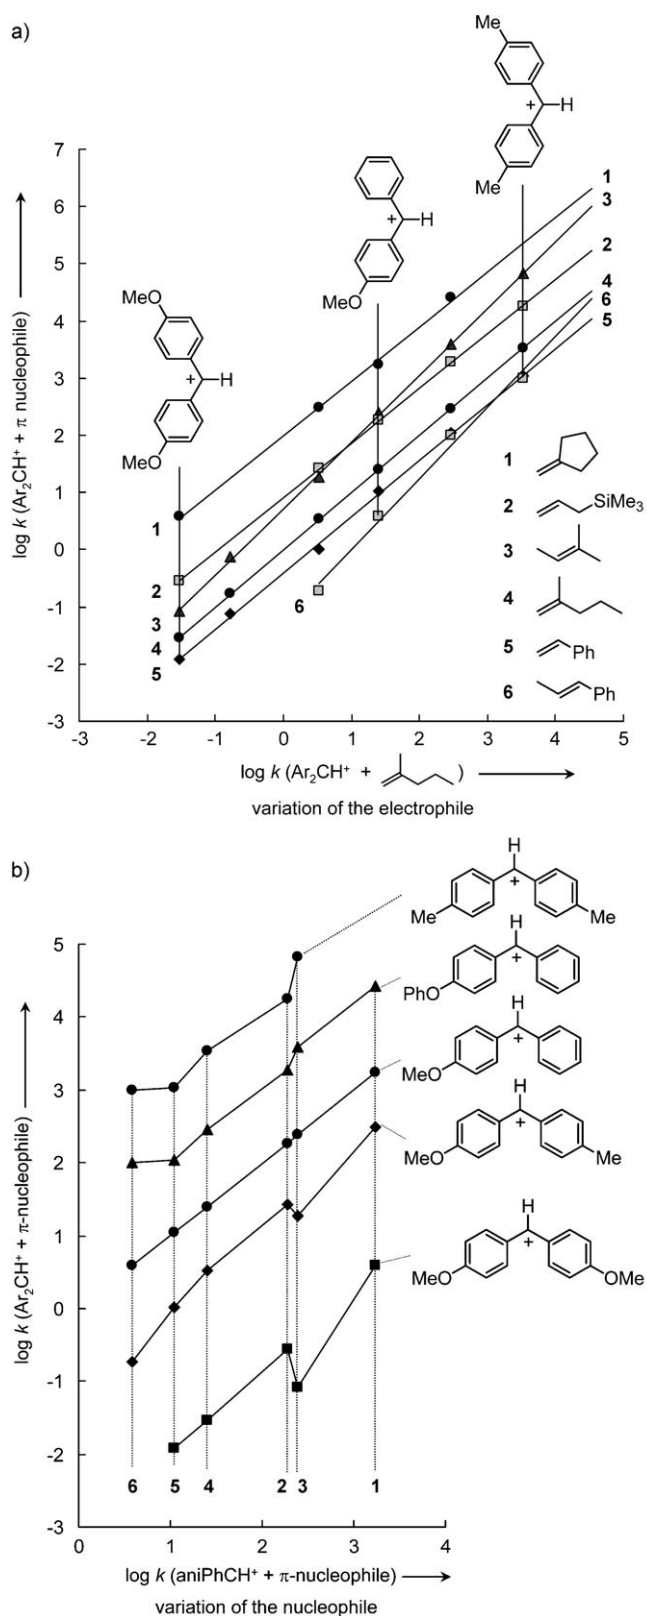 a)
Me
+
H
Me
+
H
MeO
MeO
+
H
MeO
log k (Ar₂CH⁺ + π nucleophile)
7
6
5
4
3
2
1
0
-1
-2
-3
1
3
2
4
6
5
1
2
3
4
5
6
1
2 SiMe₃
3
4
5 Ph
6 Ph
-3 -2 -1 0 1 2 3 4 5
log k (Ar₂CH⁺ + )
variation of the electrophile
b)
H
+
Me Me
H
+
PhO
H
+
MeO
H
+
MeO Me
H
+
MeO OMe
log k (Ar₂CH⁺ + π-nucleophile)
5
4
3
2
1
0
-1
-2
-3
6 5 4 2 3 1
0 1 2 3 4
log k (aniPhCH⁺ + π-nucleophile)
variation of the nucleophile